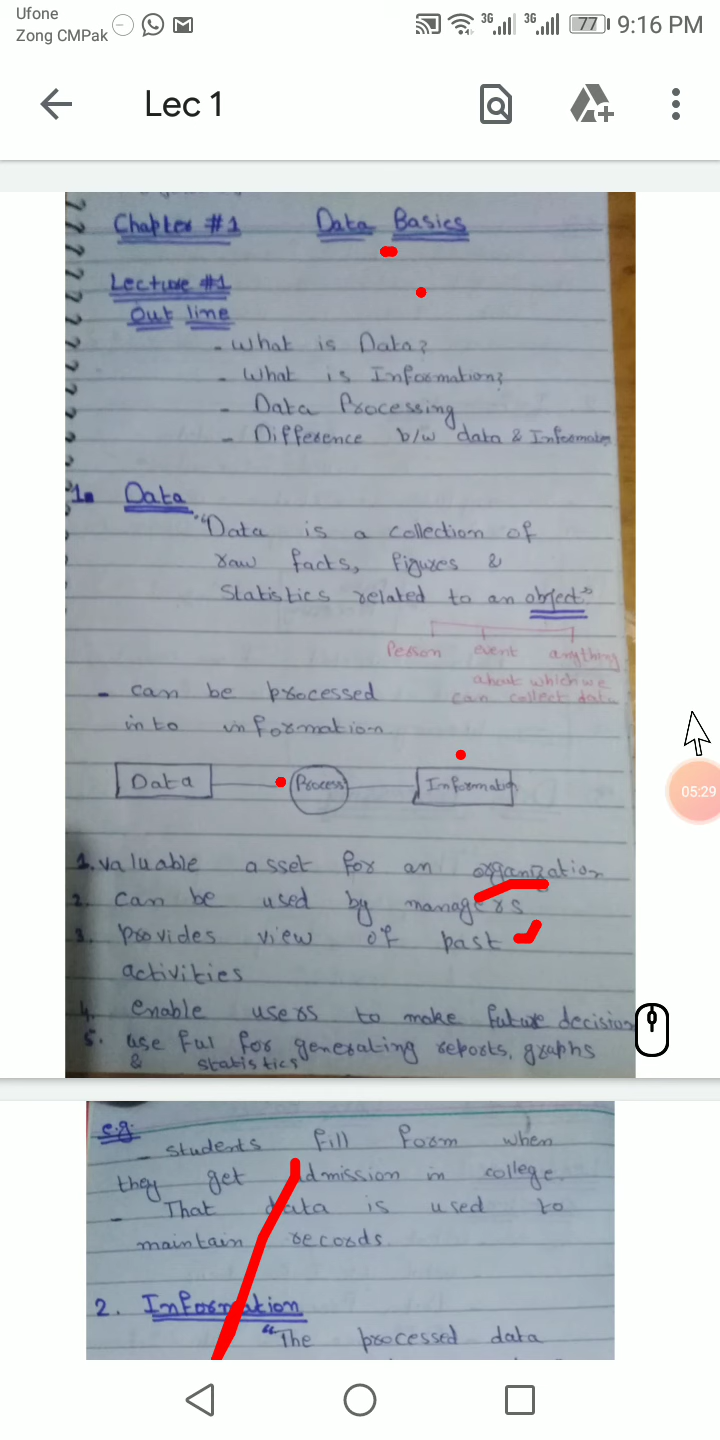 Ufone
Zong CMPak
3G 3G 77 9:16 PM
Lec 1
Chapter #1 Data Basics
Lecture #1
Out line
- What is Data?
- What is Information?
- Data Processing
- Difference b/w data & Information
1. Data
"Data is a collection of
raw facts, figures &
Statistics related to an object"
Person event anything
about which we
can collect data
- can be processed
into information
Data Process Information
05:29
1. valuable asset for an organization
2. can be used by managers
3. provides view of past
activities
4. enable users to make future decision
5. use ful for generating reports, graphs
& statistics
e.g.
- students fill form when
they get admission in college.
- That data is used to
maintain records.
2. Information
"The processed data